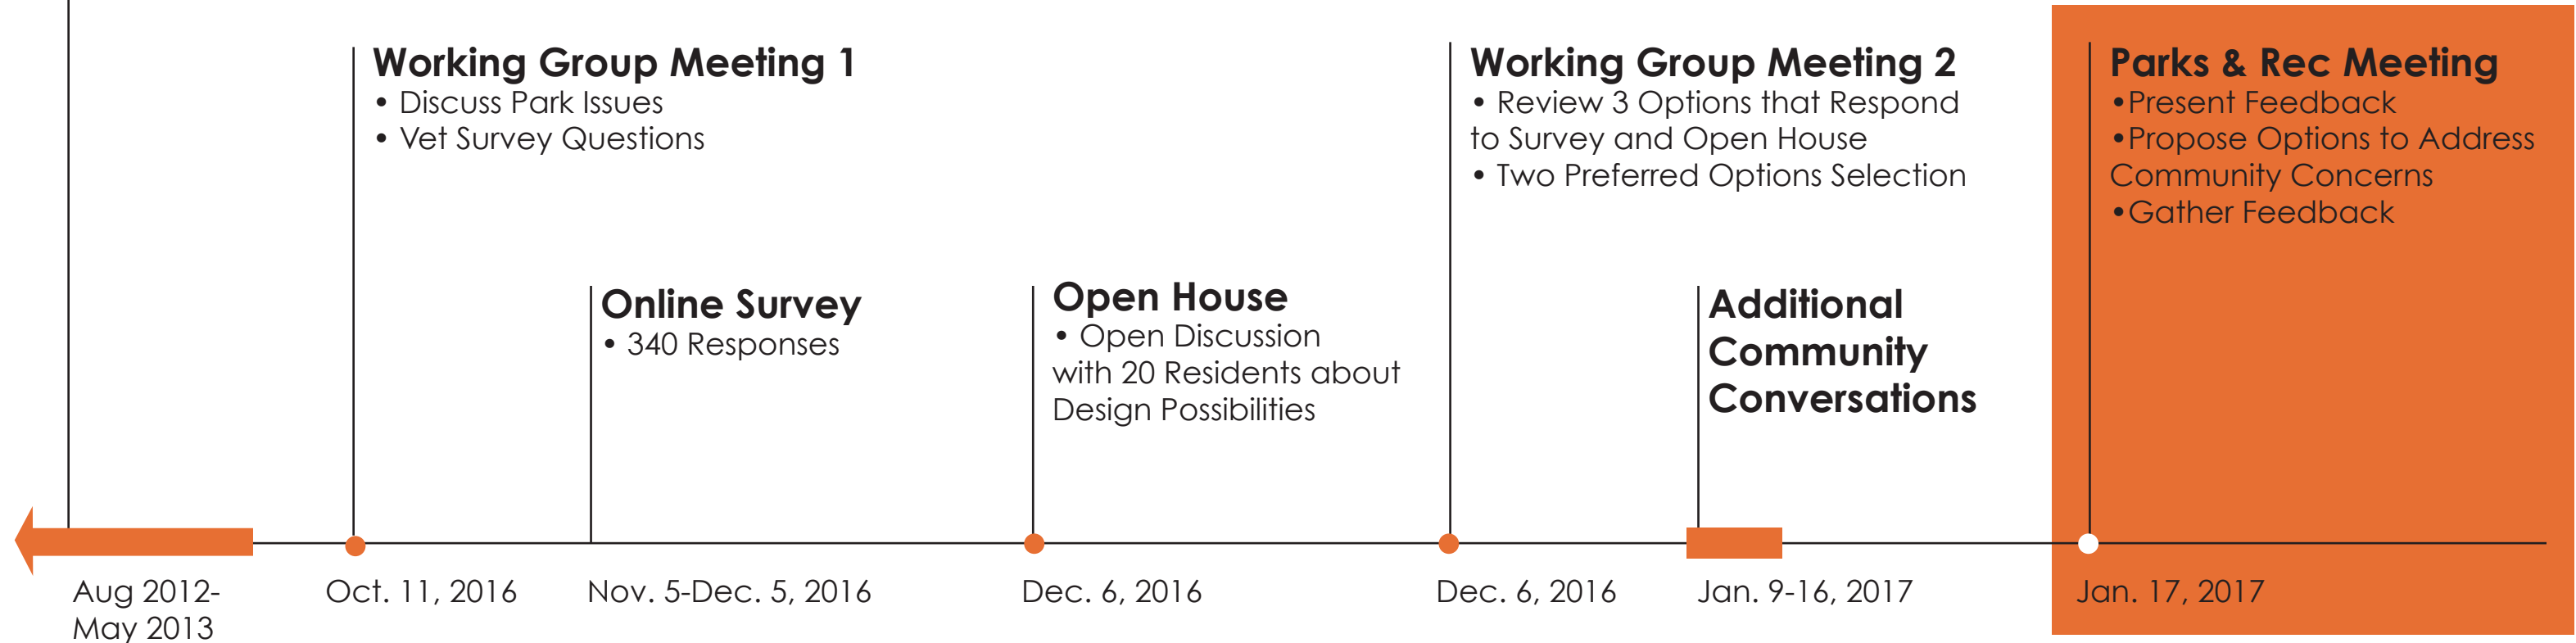 Working Group Meeting 1
• Discuss Park Issues
• Vet Survey Questions
Working Group Meeting 2
• Review 3 Options that Respond
to Survey and Open House
• Two Preferred Options Selection
Parks & Rec Meeting
•Present Feedback
•Propose Options to Address
Community Concerns
•Gather Feedback
Online Survey
• 340 Responses
Open House
• Open Discussion
with 20 Residents about
Design Possibilities
Additional
Community
Conversations
Aug 2012-
May 2013
Oct. 11, 2016
Nov. 5-Dec. 5, 2016
Dec. 6, 2016
Dec. 6, 2016
Jan. 9-16, 2017
Jan. 17, 2017